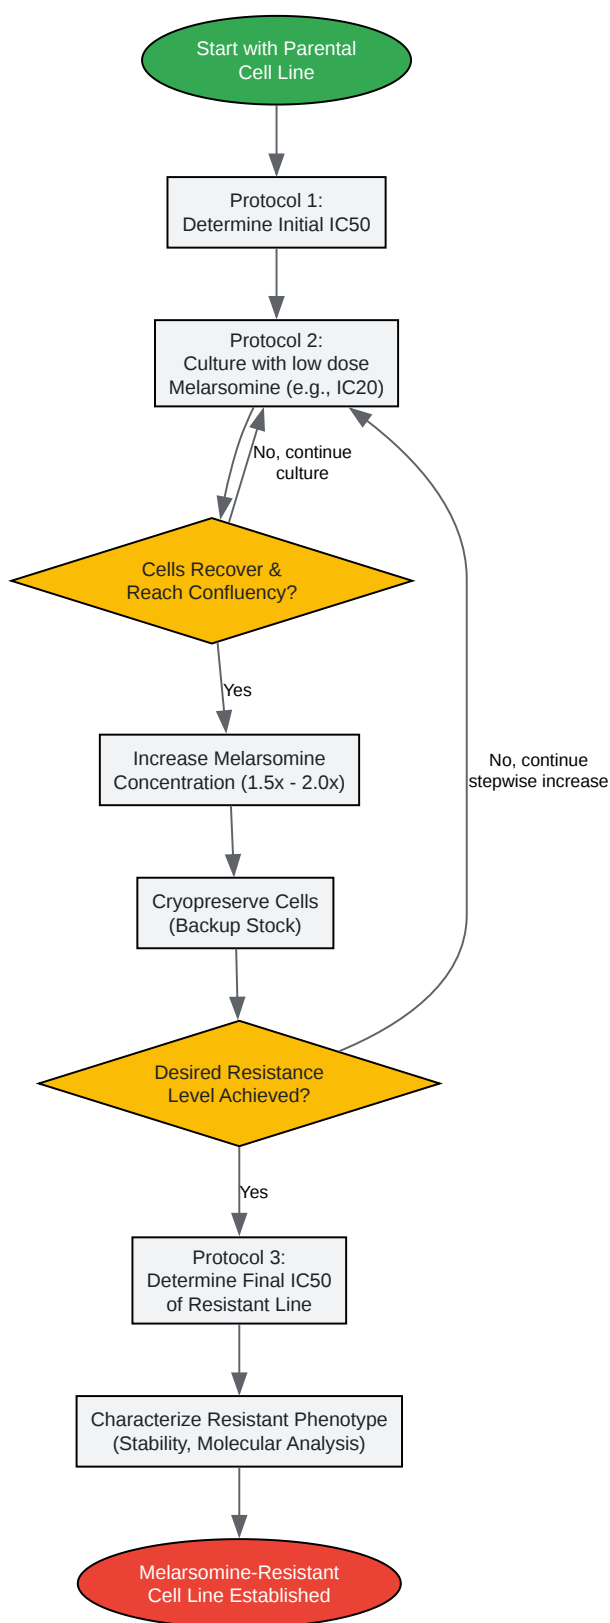 Start with Parental
Cell Line
Protocol 1:
Determine Initial IC50
Protocol 2:
Culture with low dose
Melarsomine (e.g., IC20)
No, continue
culture
Cells Recover &
Reach Confluency?
Yes
Increase Melarsomine
Concentration (1.5x - 2.0x)
No, continue
stepwise increase
Cryopreserve Cells
(Backup Stock)
Desired Resistance
Level Achieved?
Yes
Protocol 3:
Determine Final IC50
of Resistant Line
Characterize Resistant Phenotype
(Stability, Molecular Analysis)
Melarsomine-Resistant
Cell Line Established